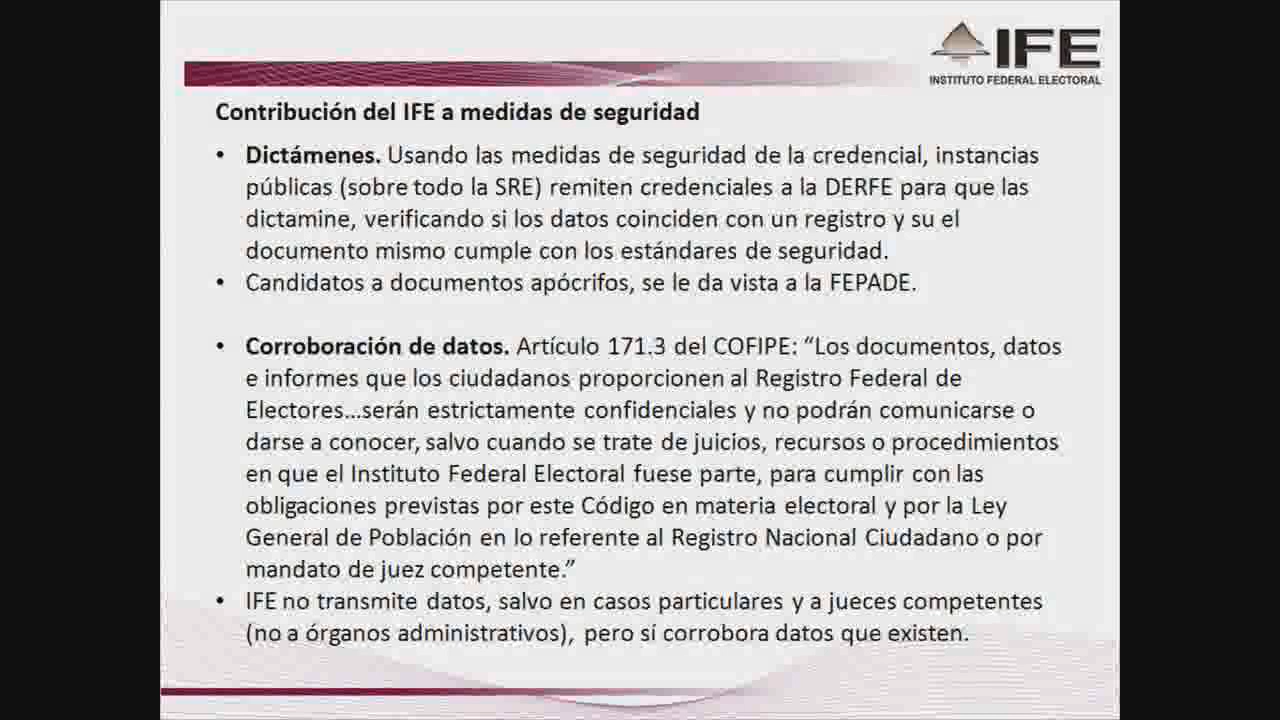 IFE
INSTITUTO FEDERAL ELECTORAL
Contribución del IFE a medidas de seguridad
• Dictámenes. Usando las medidas de seguridad de la credencial, instancias
públicas (sobre todo la SRE) remiten credenciales a la DERFE para que las
dictamine, verificando si los datos coinciden con un registro y su el
documento mismo cumple con los estándares de seguridad.
• Candidatos a documentos apócrifos, se le da vista a la FEPADE.
• Corroboración de datos. Artículo 171.3 del COFIPE: “Los documentos, datos
e informes que los ciudadanos proporcionen al Registro Federal de
Electores…serán estrictamente confidenciales y no podrán comunicarse o
darse a conocer, salvo cuando se trate de juicios, recursos o procedimientos
en que el Instituto Federal Electoral fuese parte, para cumplir con las
obligaciones previstas por este Código en materia electoral y por la Ley
General de Población en lo referente al Registro Nacional Ciudadano o por
mandato de juez competente.”
• IFE no transmite datos, salvo en casos particulares y a jueces competentes
(no a órganos administrativos), pero sí corrobora datos que existen.